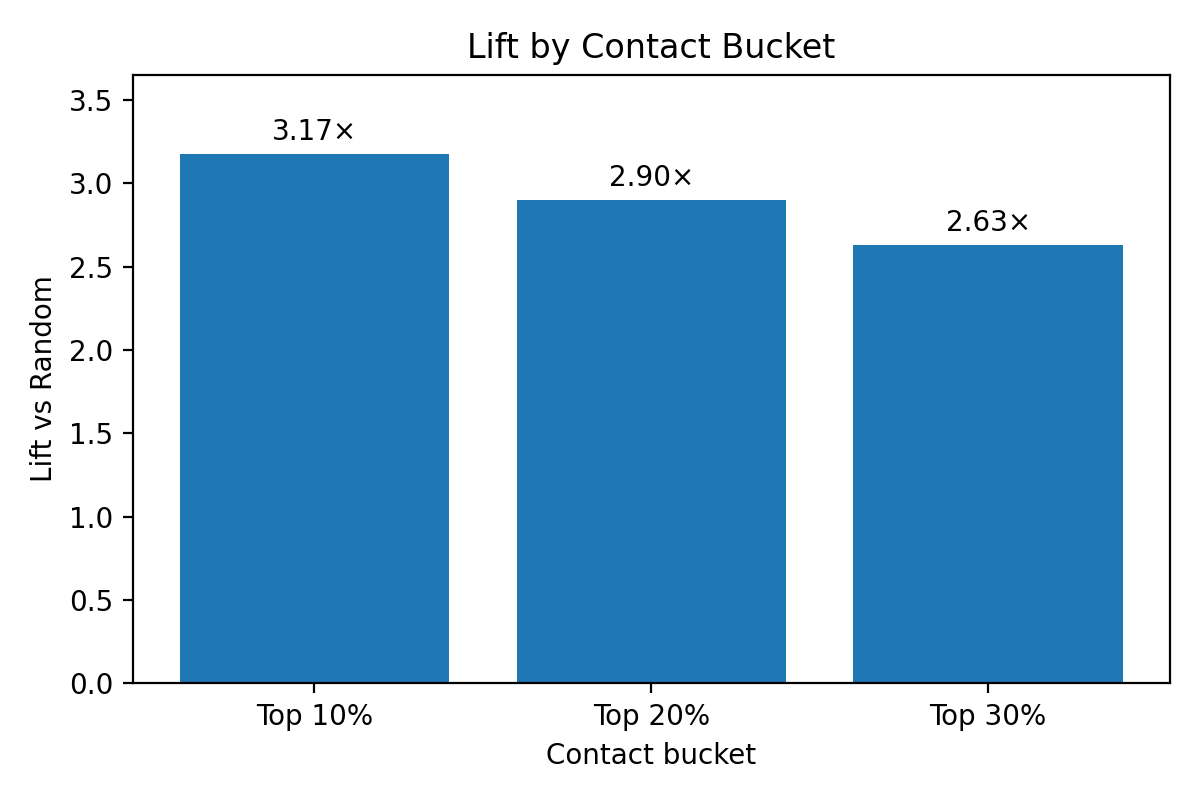 Lift by Contact Bucket
Lift vs Random
3.5
3.0
2.5
2.0
1.5
1.0
0.5
0.0
3.17×
2.90×
2.63×
Top 10%
Top 20%
Top 30%
Contact bucket